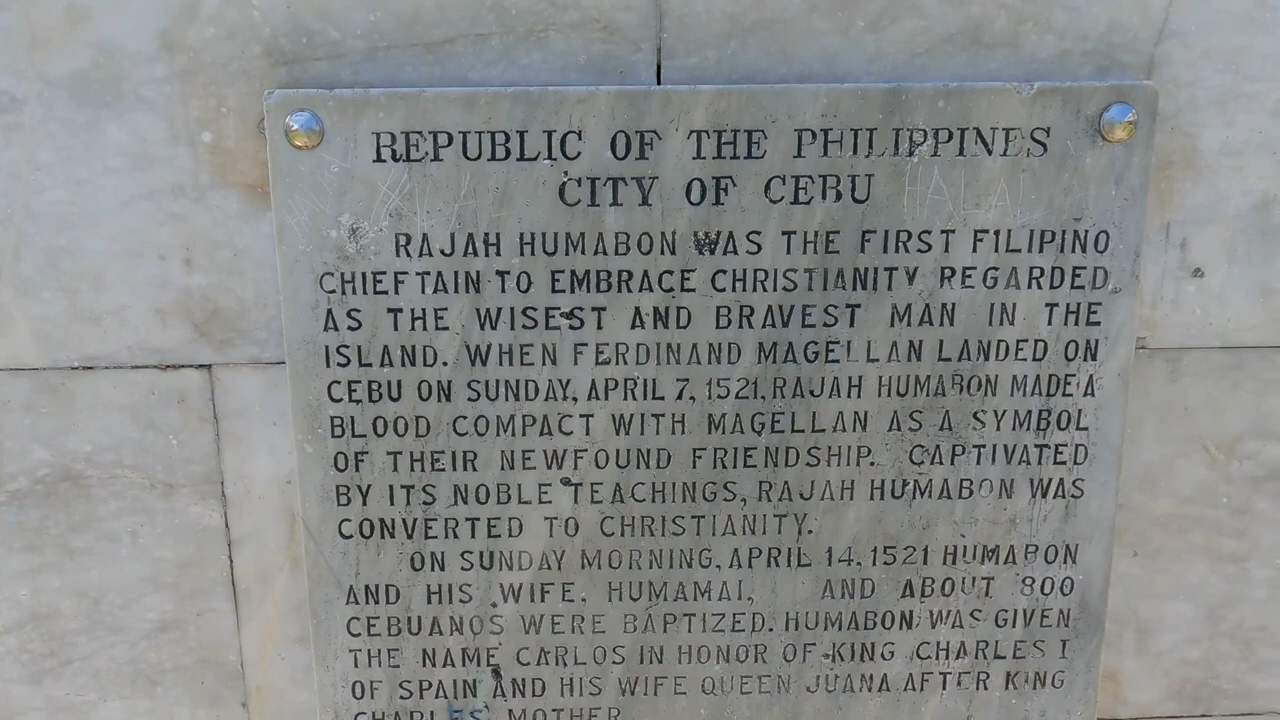 REPUBLIC OF THE PHILIPPINES
CITY OF CEBU
HALAL
RAJAH HUMABON WAS THE FIRST FILIPINO
CHIEFTAIN TO EMBRACE CHRISTIANITY REGARDED
AS THE WISEST AND BRAVEST MAN IN THE
ISLAND. WHEN FERDINAND MAGELLAN LANDED ON
CEBU ON SUNDAY, APRIL 7, 1521, RAJAH HUMABON MADE A
BLOOD COMPACT WITH MAGELLAN AS A SYMBOL
OF THEIR NEWFOUND FRIENDSHIP. CAPTIVATED
BY ITS NOBLE TEACHINGS, RAJAH HUMABON WAS
CONVERTED TO CHRISTIANITY.
ON SUNDAY MORNING, APRIL 14, 1521 HUMABON
AND HIS WIFE, HUMAMAI, AND ABOUT 800
CEBUANOS WERE BAPTIZED. HUMABON WAS GIVEN
THE NAME CARLOS IN HONOR OF KING CHARLES I
OF SPAIN AND HIS WIFE QUEEN JUANA AFTER KING
CHARLES' MOTHER.